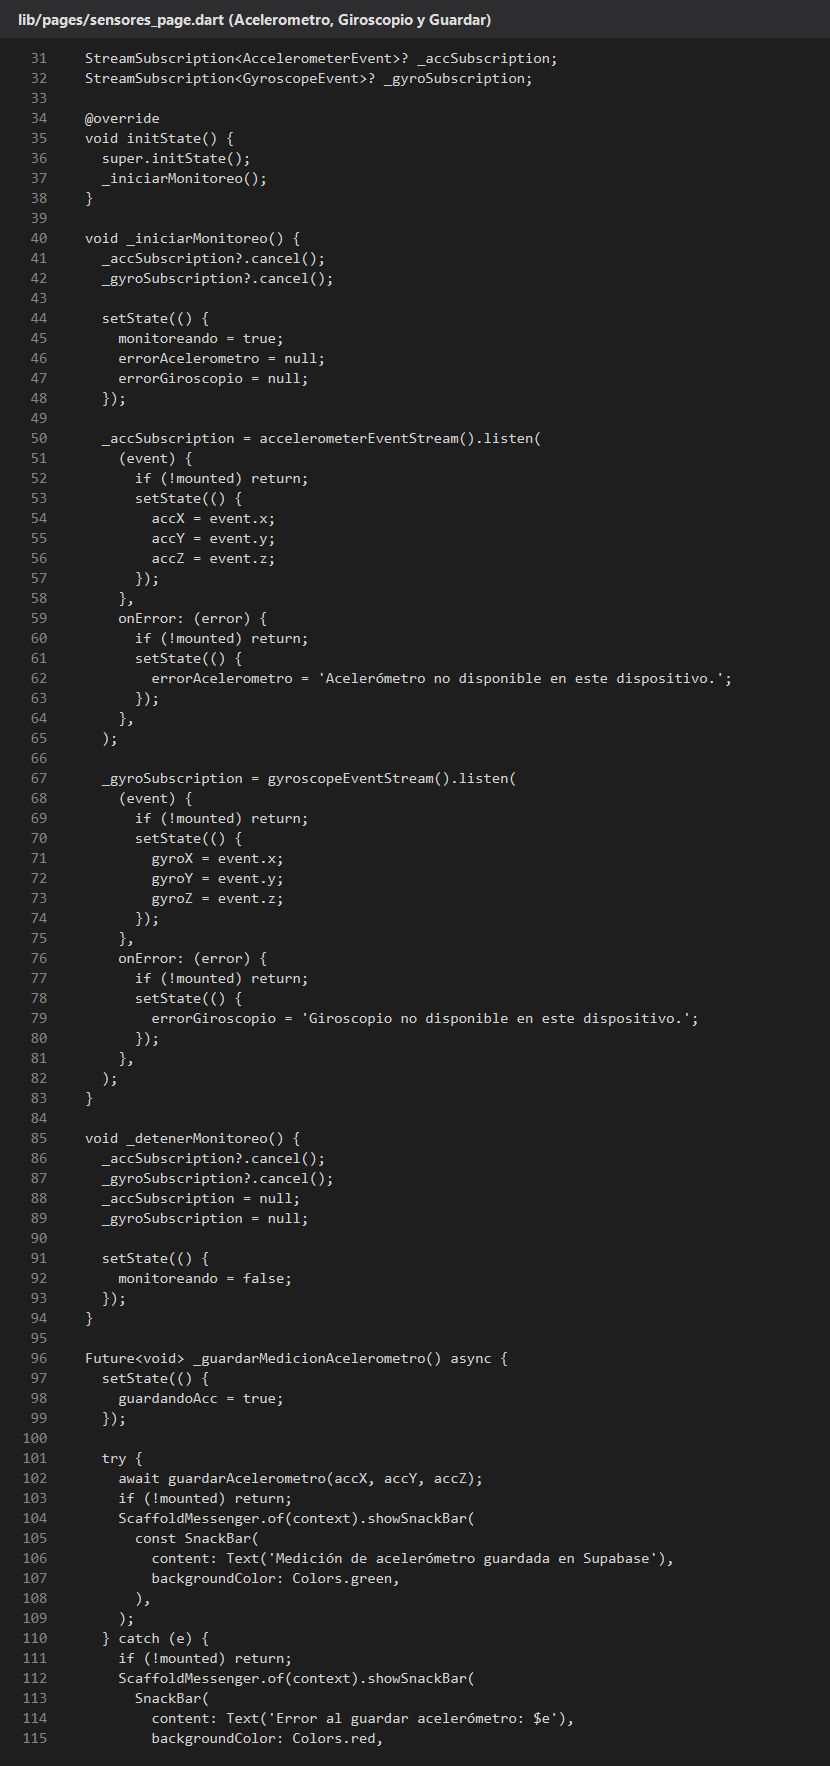 lib/pages/sensores_page.dart (Acelerometro, Giroscopio y Guardar)
31 StreamSubscription<AccelerometerEvent>? _accSubscription;
32 StreamSubscription<GyroscopeEvent>? _gyroSubscription;
33
34 @override
35 void initState() {
36 super.initState();
37 _iniciarMonitoreo();
38 }
39
40 void _iniciarMonitoreo() {
41 _accSubscription?.cancel();
42 _gyroSubscription?.cancel();
43
44 setState(() {
45 monitoreando = true;
46 errorAcelerometro = null;
47 errorGiroscopio = null;
48 });
49
50 _accSubscription = accelerometerEventStream().listen(
51 (event) {
52 if (!mounted) return;
53 setState(() {
54 accX = event.x;
55 accY = event.y;
56 accZ = event.z;
57 });
58 },
59 onError: (error) {
60 if (!mounted) return;
61 setState(() {
62 errorAcelerometro = 'Acelerómetro no disponible en este dispositivo.';
63 });
64 },
65 );
66
67 _gyroSubscription = gyroscopeEventStream().listen(
68 (event) {
69 if (!mounted) return;
70 setState(() {
71 gyroX = event.x;
72 gyroY = event.y;
73 gyroZ = event.z;
74 });
75 },
76 onError: (error) {
77 if (!mounted) return;
78 setState(() {
79 errorGiroscopio = 'Giroscopio no disponible en este dispositivo.';
80 });
81 },
82 );
83 }
84
85 void _detenerMonitoreo() {
86 _accSubscription?.cancel();
87 _gyroSubscription?.cancel();
88 _accSubscription = null;
89 _gyroSubscription = null;
90
91 setState(() {
92 monitoreando = false;
93 });
94 }
95
96 Future<void> _guardarMedicionAcelerometro() async {
97 setState(() {
98 guardandoAcc = true;
99 });
100
101 try {
102 await guardarAcelerometro(accX, accY, accZ);
103 if (!mounted) return;
104 ScaffoldMessenger.of(context).showSnackBar(
105 const SnackBar(
106 content: Text('Medición de acelerómetro guardada en Supabase'),
107 backgroundColor: Colors.green,
108 ),
109 );
110 } catch (e) {
111 if (!mounted) return;
112 ScaffoldMessenger.of(context).showSnackBar(
113 SnackBar(
114 content: Text('Error al guardar acelerómetro: $e'),
115 backgroundColor: Colors.red,